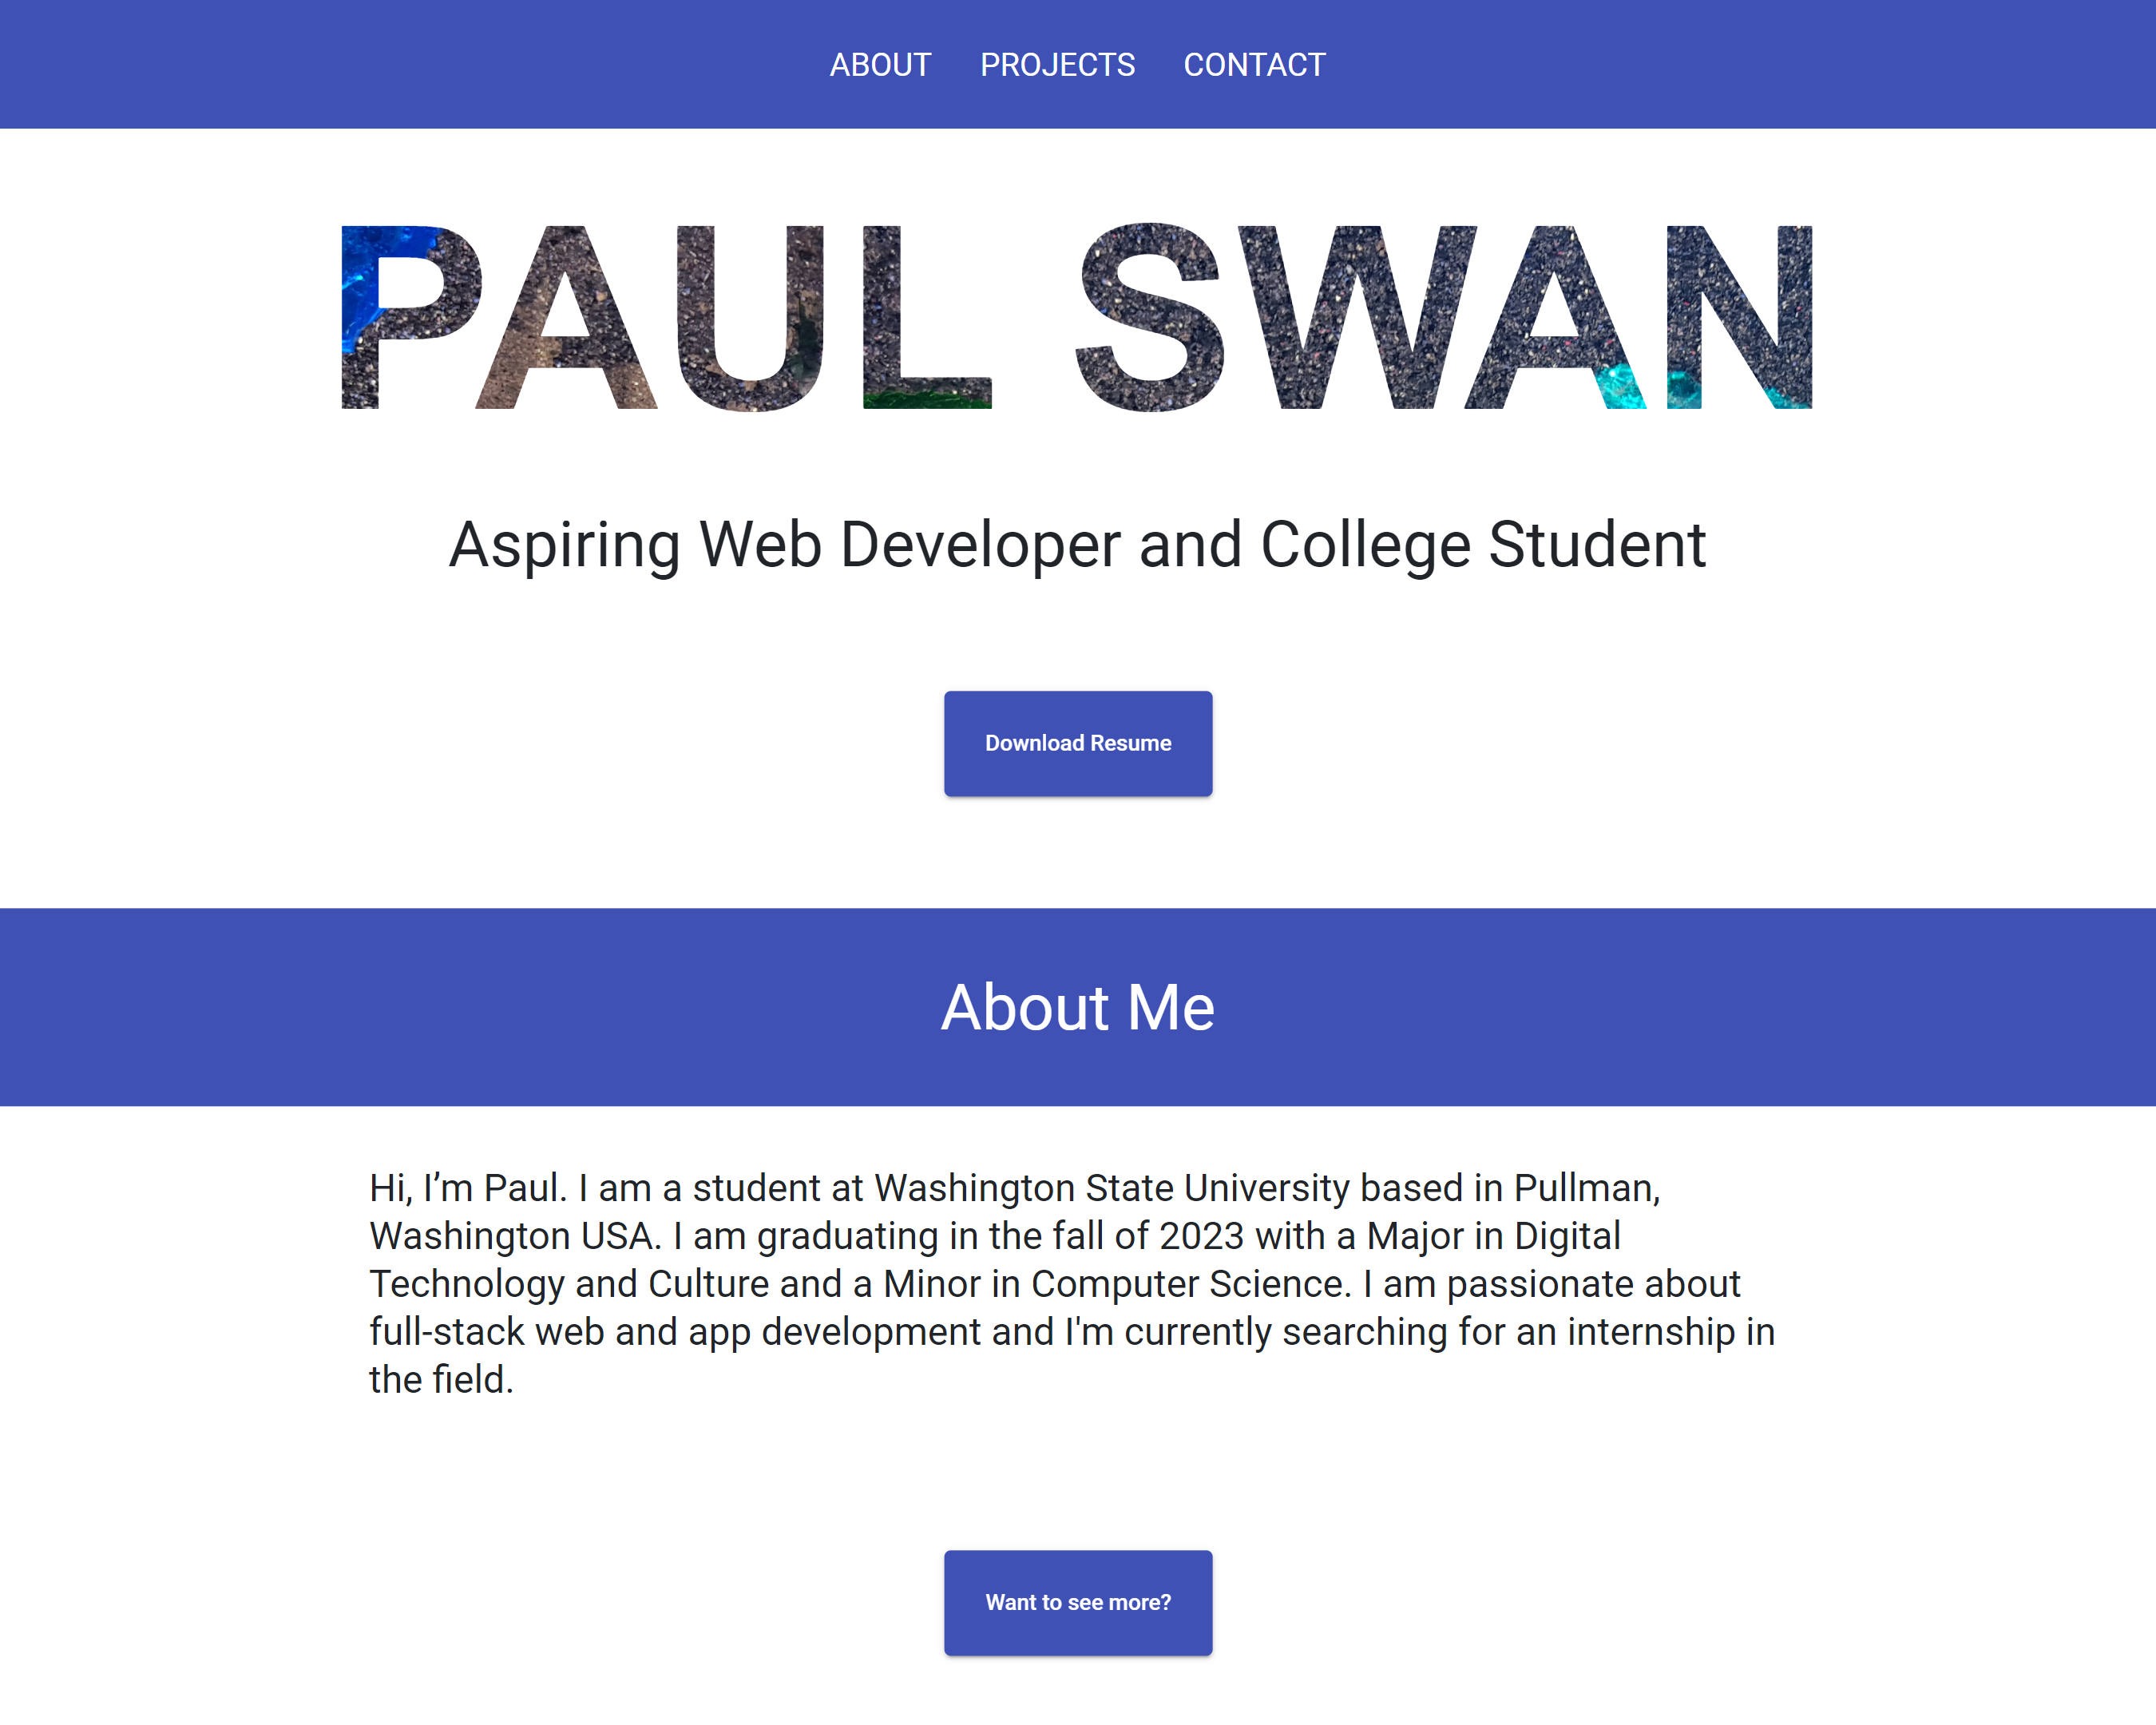 ABOUT PROJECTS CONTACT
PAUL SWAN
Aspiring Web Developer and College Student
Download Resume
About Me
Hi, I’m Paul. I am a student at Washington State University based in Pullman,
Washington USA. I am graduating in the fall of 2023 with a Major in Digital
Technology and Culture and a Minor in Computer Science. I am passionate about
full-stack web and app development and I'm currently searching for an internship in
the field.
Want to see more?